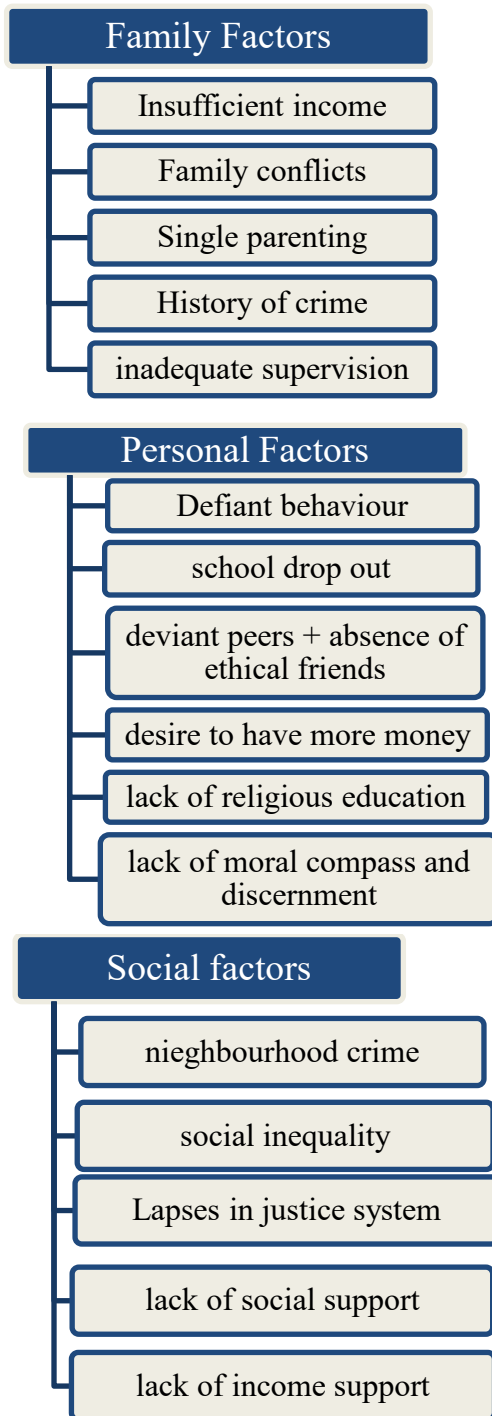 Family Factors
Insufficient income
Family conflicts
Single parenting
History of crime
inadequate supervision
Personal Factors
Defiant behaviour
school drop out
deviant peers + absence of
ethical friends
desire to have more money
lack of religious education
lack of moral compass and
discernment
Social factors
nieghbourhood crime
social inequality
Lapses in justice system
lack of social support
lack of income support